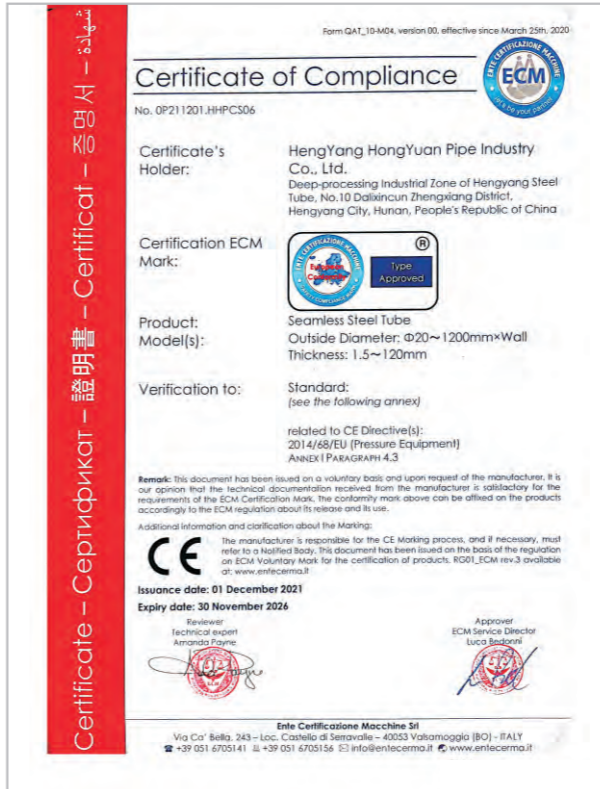 Form QAT_10-M04, version 00, effective since March 25th, 2020
Certificate of Compliance
ENTE CERTIFICAZIONE MACCHINE
ECM
No. 0P211201.HHPCS06
Certificate's
Holder:
HengYang HongYuan Pipe Industry
Co., Ltd.
Deep-processing Industrial Zone of Hengyang Steel
Tube, No.10 Dalixincun Zhengxiang District,
Hengyang City, Hunan, People's Republic of China
Certification ECM
Mark:
ENTE CERTIFICAZIONE MACCHINE
Type
Approved
®
Product:
Seamless Steel Tube
Model(s):
Outside Diameter: Φ20～1200mm×Wall
Thickness: 1.5～120mm
Verification to:
Standard:
(see the following annex)
related to CE Directive(s):
2014/68/EU (Pressure Equipment)
ANNEX I PARAGRAPH 4.3
Remark: This document has been issued on a voluntary basis and upon request of the manufacturer. It is
our opinion that the technical documentation received from the manufacturer is satisfactory for the
requirements of the ECM Certification Mark. The conformity mark above can be affixed on the products
accordingly to the ECM regulation about its release and its use.
Additional information and clarification about the Marking:
CE
The manufacturer is responsible for the CE Marking process, and if necessary, must
refer to a Notified Body. This document has been issued on the basis of the regulation
on ECM Voluntary Mark for the certification of products. RG01_ECM rev.3 available
at: www.entecerma.it
Issuance date: 01 December 2021
Expiry date: 30 November 2026
Reviewer
Technical expert
Amanda Payne
Approver
ECM Service Director
Luca Bedonni
Ente Certificazione Macchine Srl
Via Ca' Bella, 243 – Loc. Castello di Serravalle – 40053 Valsamoggia (BO) - ITALY
+39 051 6705141 +39 051 6705156 info@entecerma.it www.entecerma.it
Certificate – Сертификат – 證明書 – Certificat – 증명서 – شهادة